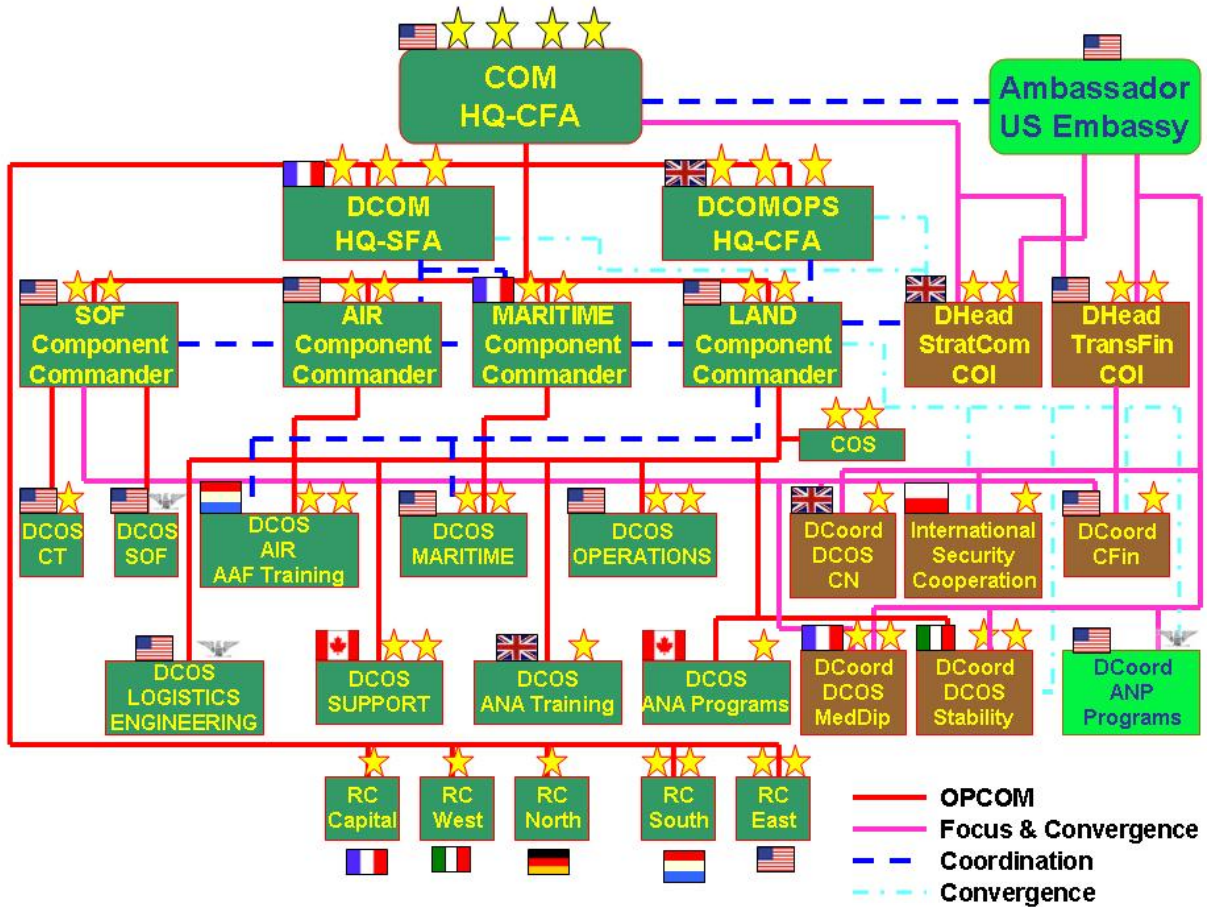 COM
HQ-CFA
Ambassador
US Embassy
DCOM
HQ-SFA
DCOMOPS
HQ-CFA
SOF
Component
Commander
AIR
Component
Commander
MARITIME
Component
Commander
LAND
Component
Commander
DHead
StratCom
COI
DHead
TransFin
COI
COS
DCOS
CT
DCOS
SOF
DCOS
AIR
AAF Training
DCOS
MARITIME
DCOS
OPERATIONS
DCoord
DCOS
CN
International
Security
Cooperation
DCoord
CFin
DCOS
LOGISTICS
ENGINEERING
DCOS
SUPPORT
DCOS
ANA Training
DCOS
ANA Programs
DCoord
DCOS
MedDip
DCoord
DCOS
Stability
DCoord
ANP
Programs
RC
Capital
RC
West
RC
North
RC
South
RC
East
OPCOM
Focus & Convergence
Coordination
Convergence